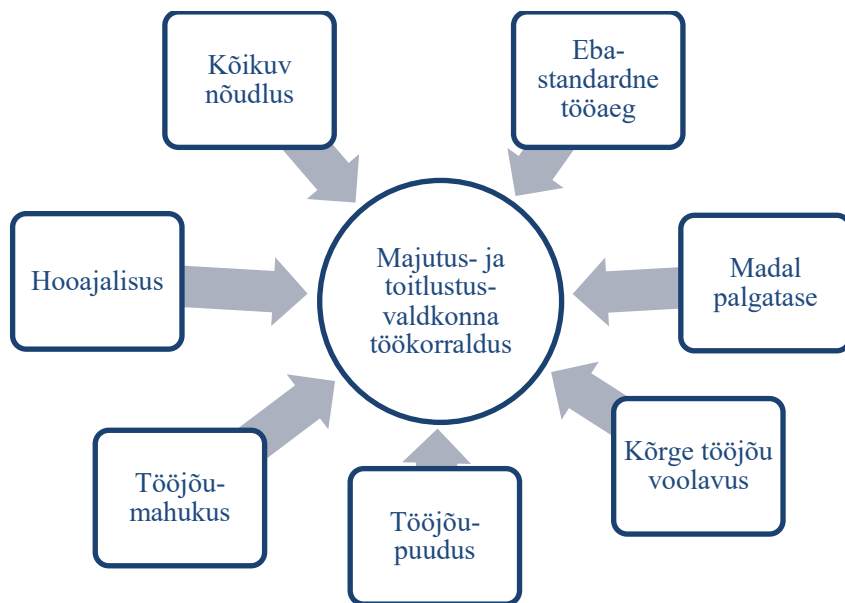 Kõikuv
nõudlus
Eba-
standardne
tööaeg
Hooajalisus
Majutus- ja
toitlustus-
valdkonna
töökorraldus
Madal
palgatase
Tööjõu-
mahukus
Tööjõu-
puudus
Kõrge tööjõu
voolavus